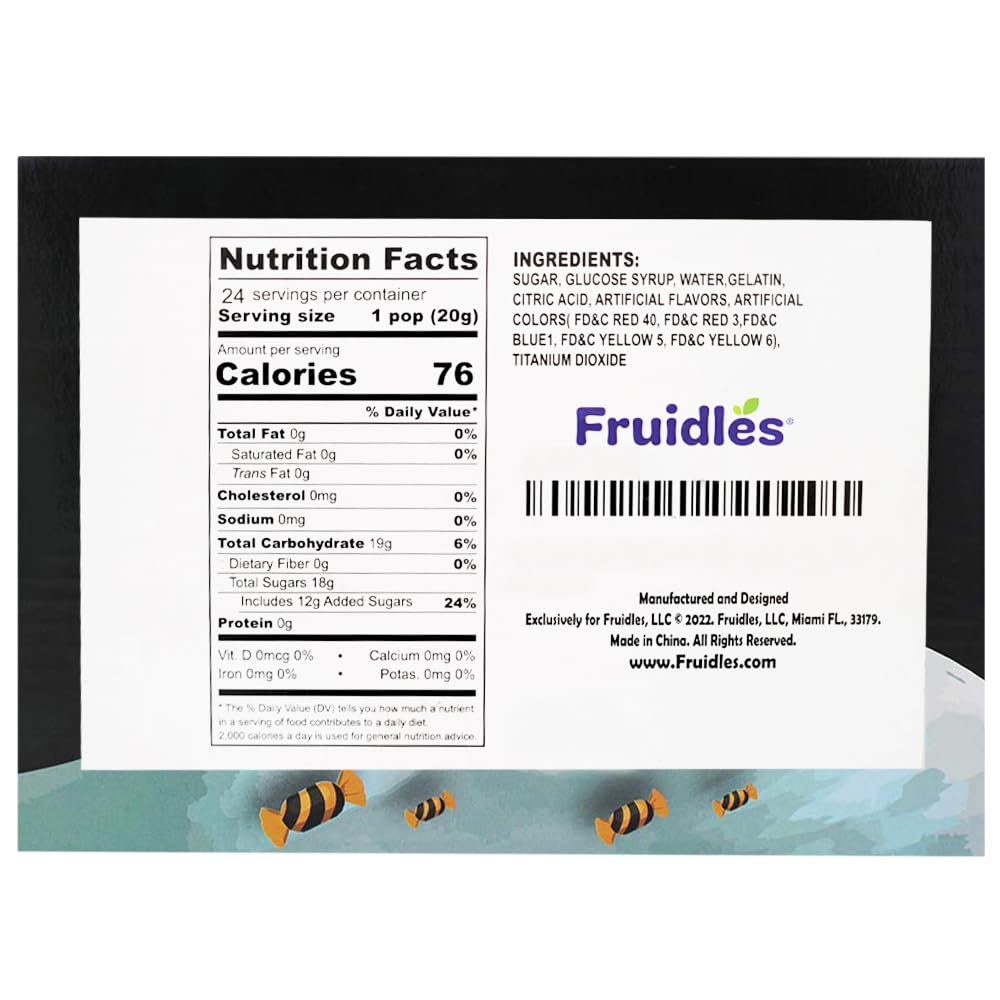 Nutrition Facts
24 servings per container
Serving size 1 pop (20g)
Amount per serving
Calories 76
% Daily Value*
Total Fat 0g 0%
Saturated Fat 0g 0%
Trans Fat 0g
Cholesterol 0mg 0%
Sodium 0mg 0%
Total Carbohydrate 19g 6%
Dietary Fiber 0g 0%
Total Sugars 18g
Includes 12g Added Sugars 24%
Protein 0g
Vit. D 0mcg 0% • Calcium 0mg 0%
Iron 0mg 0% • Potas. 0mg 0%
* The % Daily Value (DV) tells you how much a nutrient
in a serving of food contributes to a daily diet.
2,000 calories a day is used for general nutrition advice.
INGREDIENTS:
SUGAR, GLUCOSE SYRUP, WATER,GELATIN,
CITRIC ACID, ARTIFICIAL FLAVORS, ARTIFICIAL
COLORS( FD&C RED 40, FD&C RED 3,FD&C
BLUE1, FD&C YELLOW 5, FD&C YELLOW 6),
TITANIUM DIOXIDE
Fruidles®
Manufactured and Designed
Exclusively for Fruidles, LLC © 2022. Fruidles, LLC, Miami FL., 33179.
Made in China. All Rights Reserved.
www.Fruidles.com